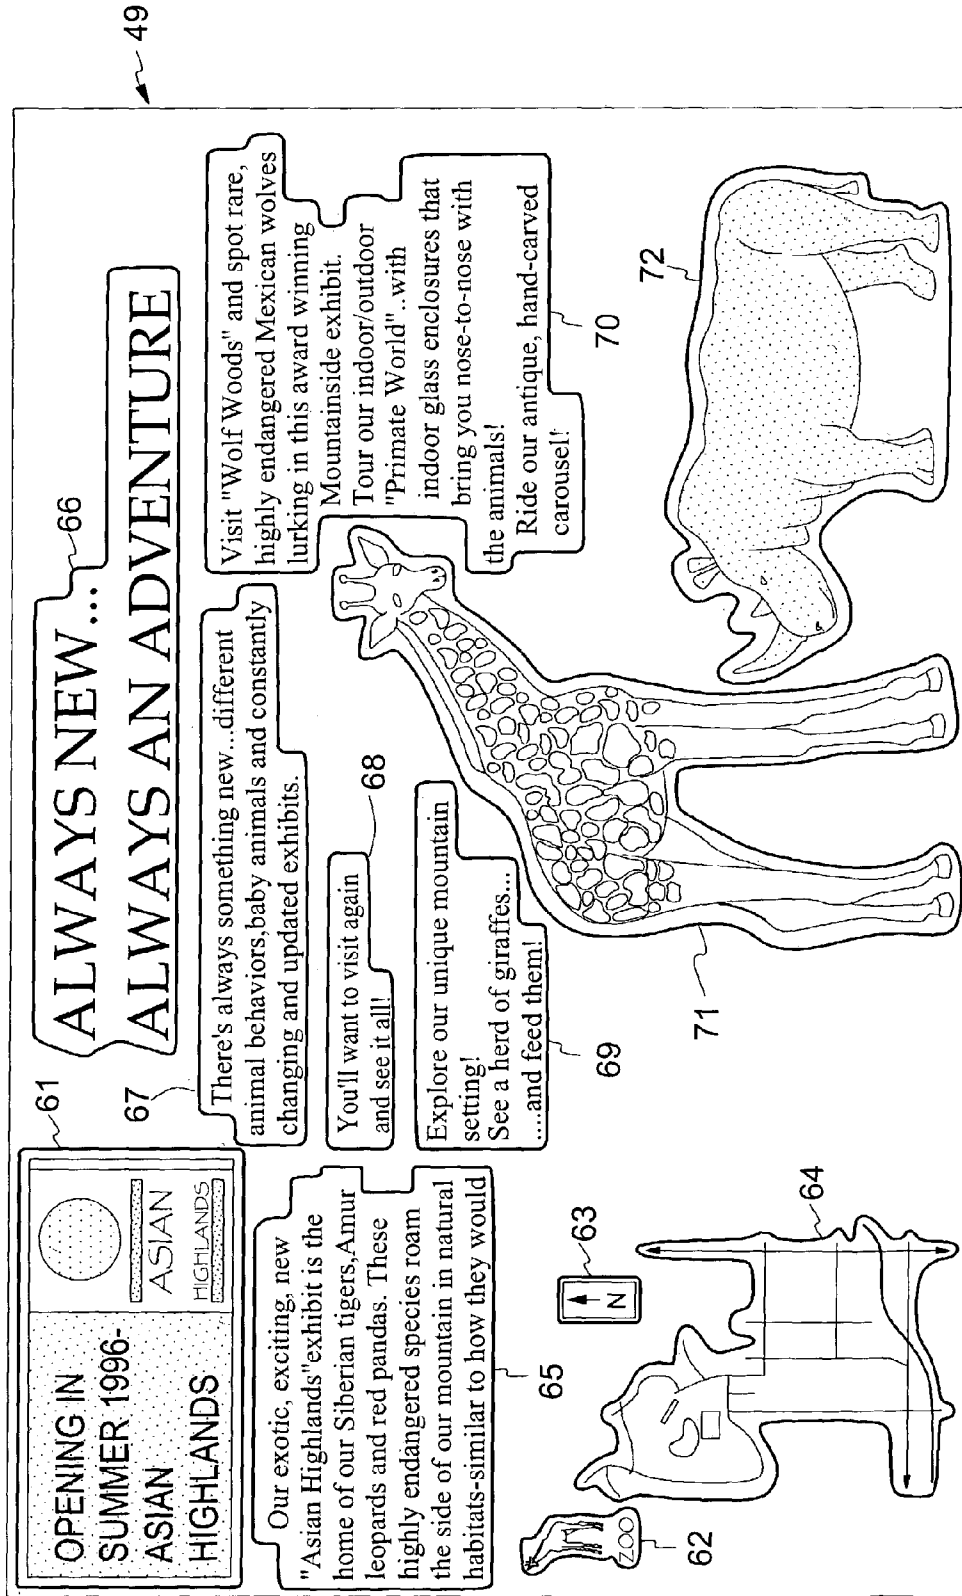 49
OPENING IN
SUMMER 1996-
ASIAN
HIGHLANDS
ASIAN
HIGHLANDS
61
ALWAYS NEW...
ALWAYS AN ADVENTURE
66
67
There's always something new...different
animal behaviors,baby animals and constantly
changing and updated exhibits.
Visit "Wolf Woods" and spot rare,
highly endangered Mexican wolves
lurking in this award winning
Mountainside exhibit.
Tour our indoor/outdoor
"Primate World"..with
indoor glass enclosures that
bring you nose-to-nose with
the animals!
Ride our antique, hand-carved
carousel!
70
Our exotic, exciting, new
"Asian Highlands"exhibit is the
home of our Siberian tigers,Amur
leopards and red pandas. These
highly endangered species roam
the side of our mountain in natural
habitats-similar to how they would
65
You'll want to visit again
and see it all!
68
Explore our unique mountain
setting!
See a herd of giraffes...
....and feed them!
69
N
63
64
ZOO
62
71
72